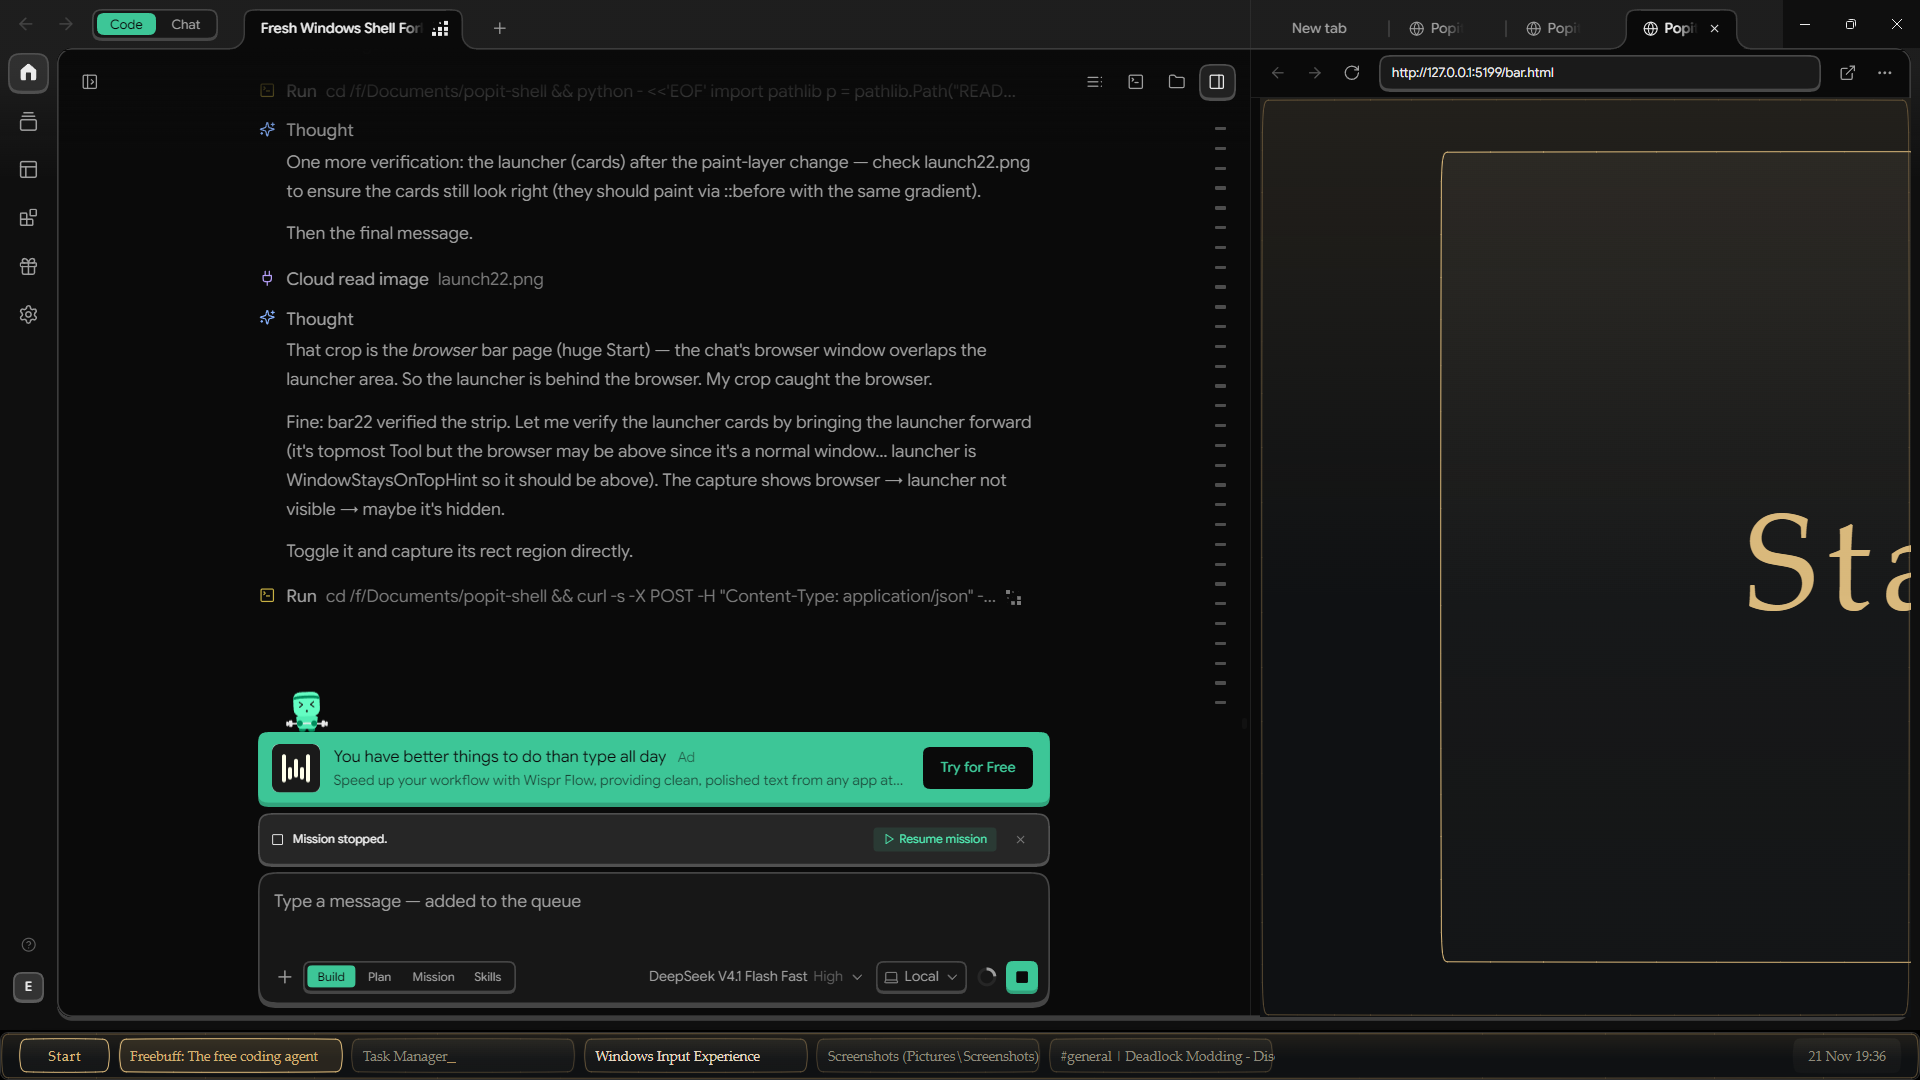 Code
Chat
Fresh Windows Shell For
New tab
Popit
Popit
Popit
http://127.0.0.1:5199/bar.html
Run cd /f/Documents/popit-shell && python - <<'EOF' import pathlib p = pathlib.Path("READ...
Thought
One more verification: the launcher (cards) after the paint-layer change — check launch22.png
to ensure the cards still look right (they should paint via ::before with the same gradient).
Then the final message.
Cloud read image launch22.png
Thought
That crop is the browser bar page (huge Start) — the chat's browser window overlaps the
launcher area. So the launcher is behind the browser. My crop caught the browser.
Fine: bar22 verified the strip. Let me verify the launcher cards by bringing the launcher forward
(it's topmost Tool but the browser may be above since it's a normal window... launcher is
WindowStaysOnTopHint so it should be above). The capture shows browser → launcher not
visible → maybe it's hidden.
Toggle it and capture its rect region directly.
Run cd /f/Documents/popit-shell && curl -s -X POST -H "Content-Type: application/json" -...
Sta
You have better things to do than type all day Ad
Speed up your workflow with Wispr Flow, providing clean, polished text from any app at...
Try for Free
Mission stopped.
Resume mission
Type a message — added to the queue
Build
Plan
Mission
Skills
DeepSeek V4.1 Flash Fast High
Local
E
Start
Freebuff: The free coding agent
Task Manager_
Windows Input Experience
Screenshots (Pictures\Screenshots)
#general | Deadlock Modding - Dis
21 Nov 19:36